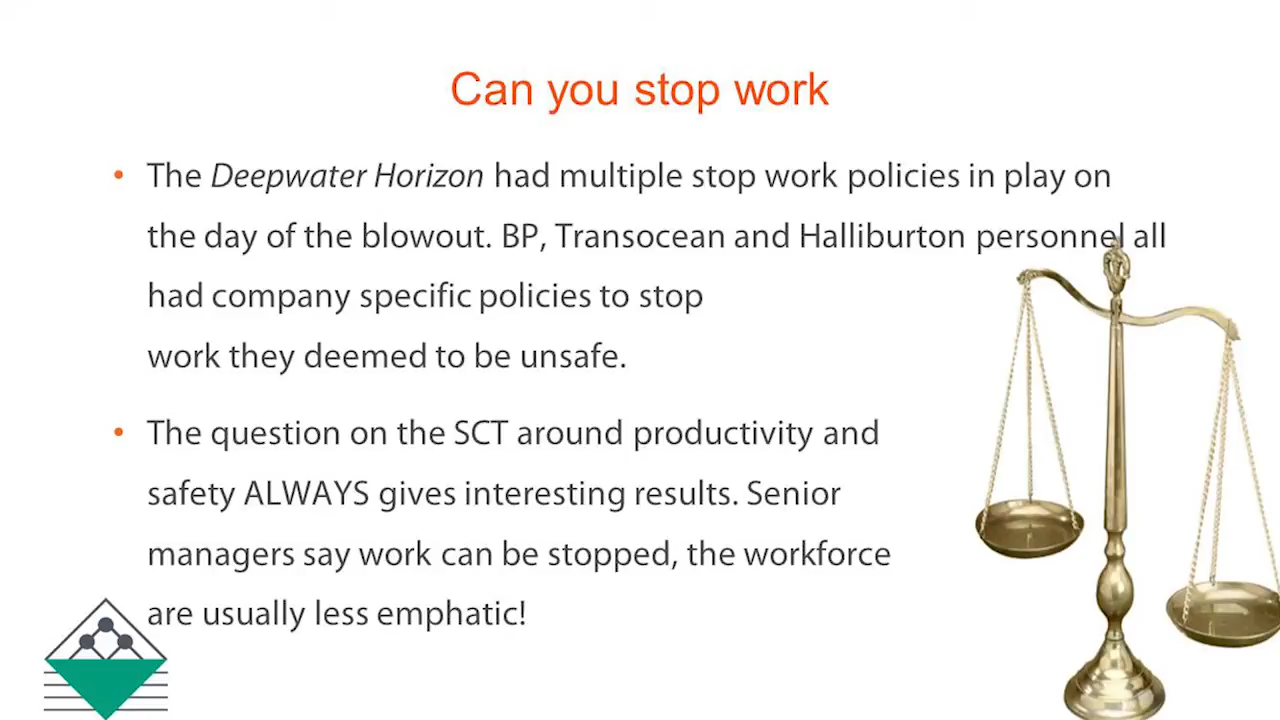 Can you stop work
• The Deepwater Horizon had multiple stop work policies in play on
the day of the blowout. BP, Transocean and Halliburton personnel all
had company specific policies to stop
work they deemed to be unsafe.
• The question on the SCT around productivity and
safety ALWAYS gives interesting results. Senior
managers say work can be stopped, the workforce
are usually less emphatic!